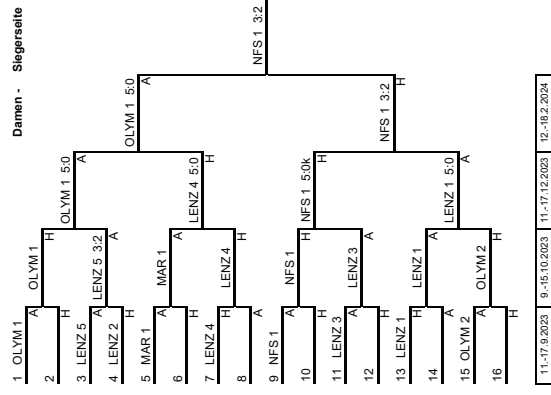 Damen - Siegerseite
1 OLYM 1
A
2
H
3 LENZ 5
A
4 LENZ 2
H
5 MAR 1
A
6
H
7 LENZ 4
H
8
A
9 NFS 1
A
10
H
11 LENZ 3
H
12
A
13 LENZ 1
H
14
A
15 OLYM 2
A
16
H
OLYM 1
H
LENZ 5 3:2
A
MAR 1
A
LENZ 4
H
NFS 1
H
LENZ 3
A
LENZ 1
A
OLYM 2
H
OLYM 1 5:0
A
LENZ 4 5:0
H
NFS 1 5:0k
H
LENZ 1 5:0
A
OLYM 1 5:0
A
NFS 1 3:2
H
NFS 1 3:2
11.-17.9.2023
9.-15.10.2023
11.-17.12.2023
12.-18.2.2024